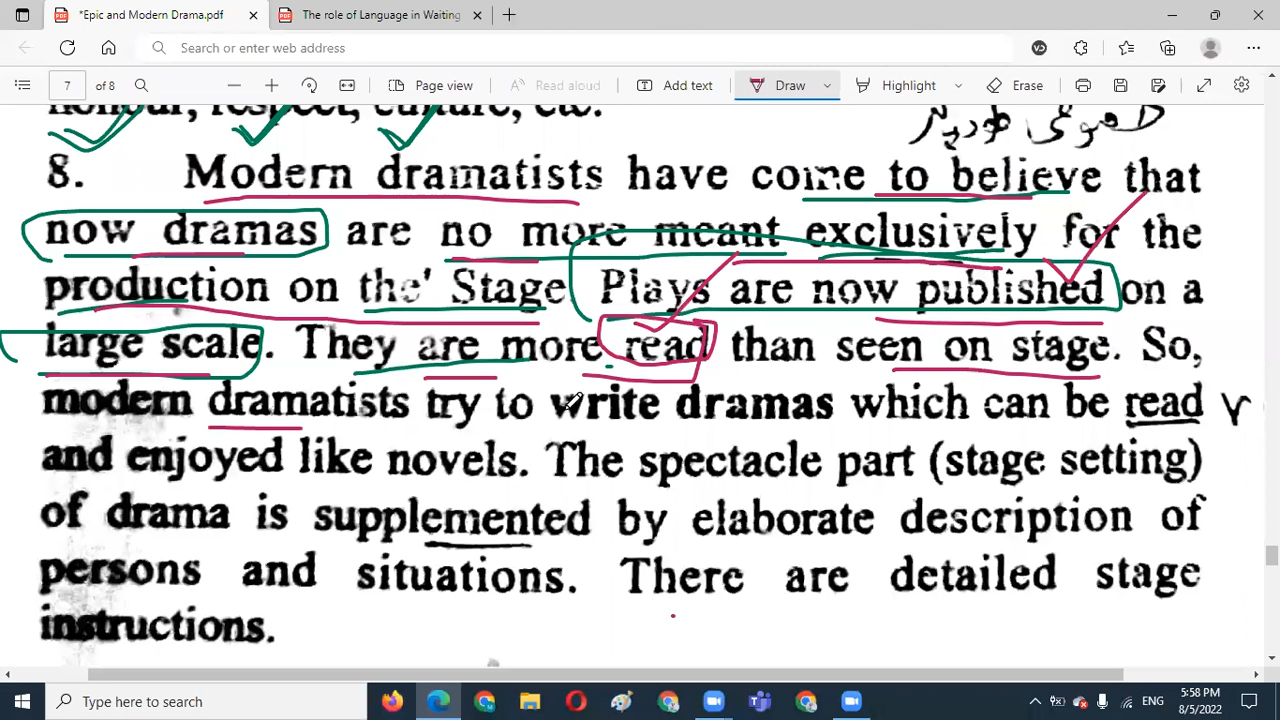 *Epic and Modern Drama.pdf
The role of Language in Waiting
Search or enter web address
7 of 8
Page view
Read aloud
Add text
Draw
Highlight
Erase
honour, respect, culture, etc.
8. Modern dramatists have come to believe that
now dramas are no more meant exclusively for the
production on the' Stage Plays are now published on a
large scale. They are more read than seen on stage. So,
modern dramatists try to write dramas which can be read
and enjoyed like novels. The spectacle part (stage setting)
of drama is supplemented by elaborate description of
persons and situations. There are detailed stage
instructions.
Type here to search
ENG
5:58 PM
8/5/2022